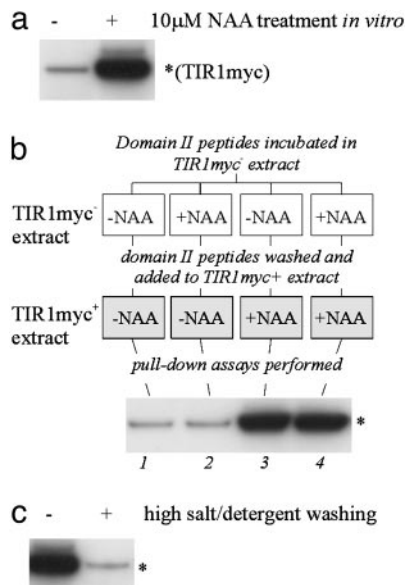 a
- + 10µM NAA treatment in vitro
*(TIR1myc)
b
Domain II peptides incubated in
TIR1myc- extract
TIR1myc- extract
-NAA +NAA -NAA +NAA
domain II peptides washed and
added to TIR1myc+ extract
TIR1myc+ extract
-NAA -NAA +NAA +NAA
pull-down assays performed
*
1 2 3 4
c
- + high salt/detergent washing
*